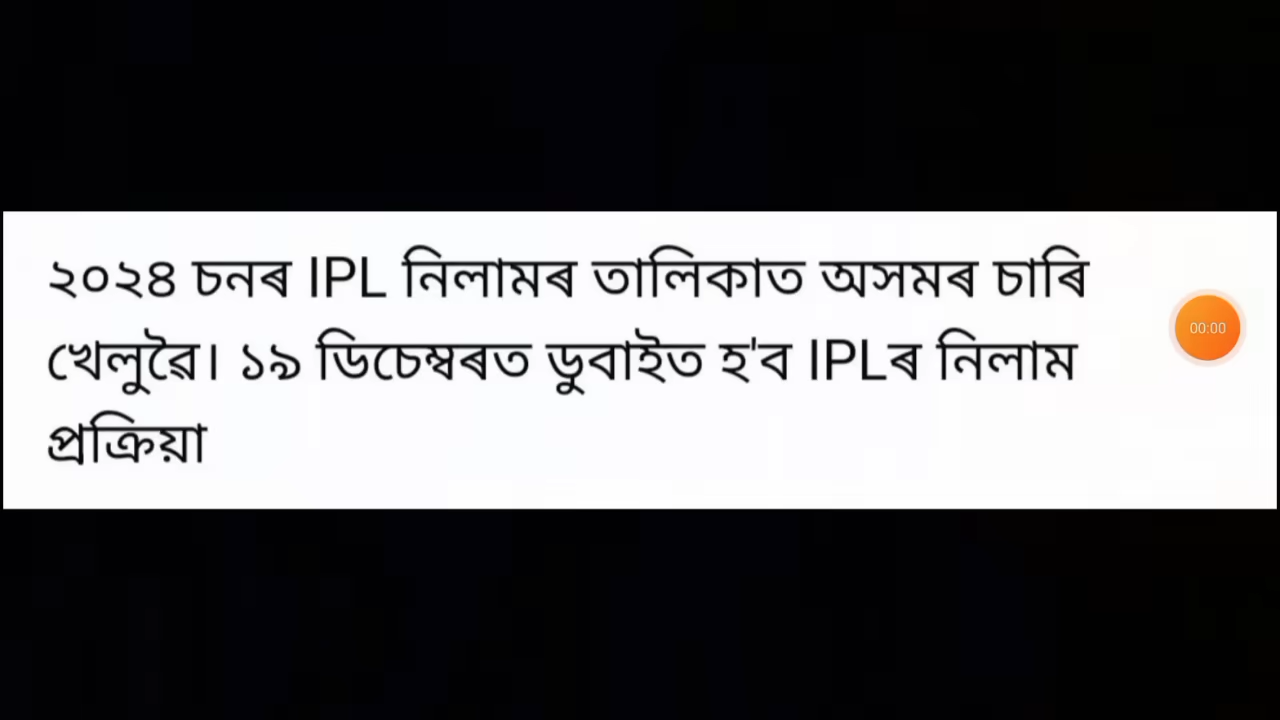 ২০২৪ চনৰ IPL নিলামৰ তালিকাত অসমৰ চাৰি
খেলুৱৈ। ১৯ ডিচেম্বৰত ডুবাইত হ'ব IPLৰ নিলাম
প্ৰক্ৰিয়া
00:00